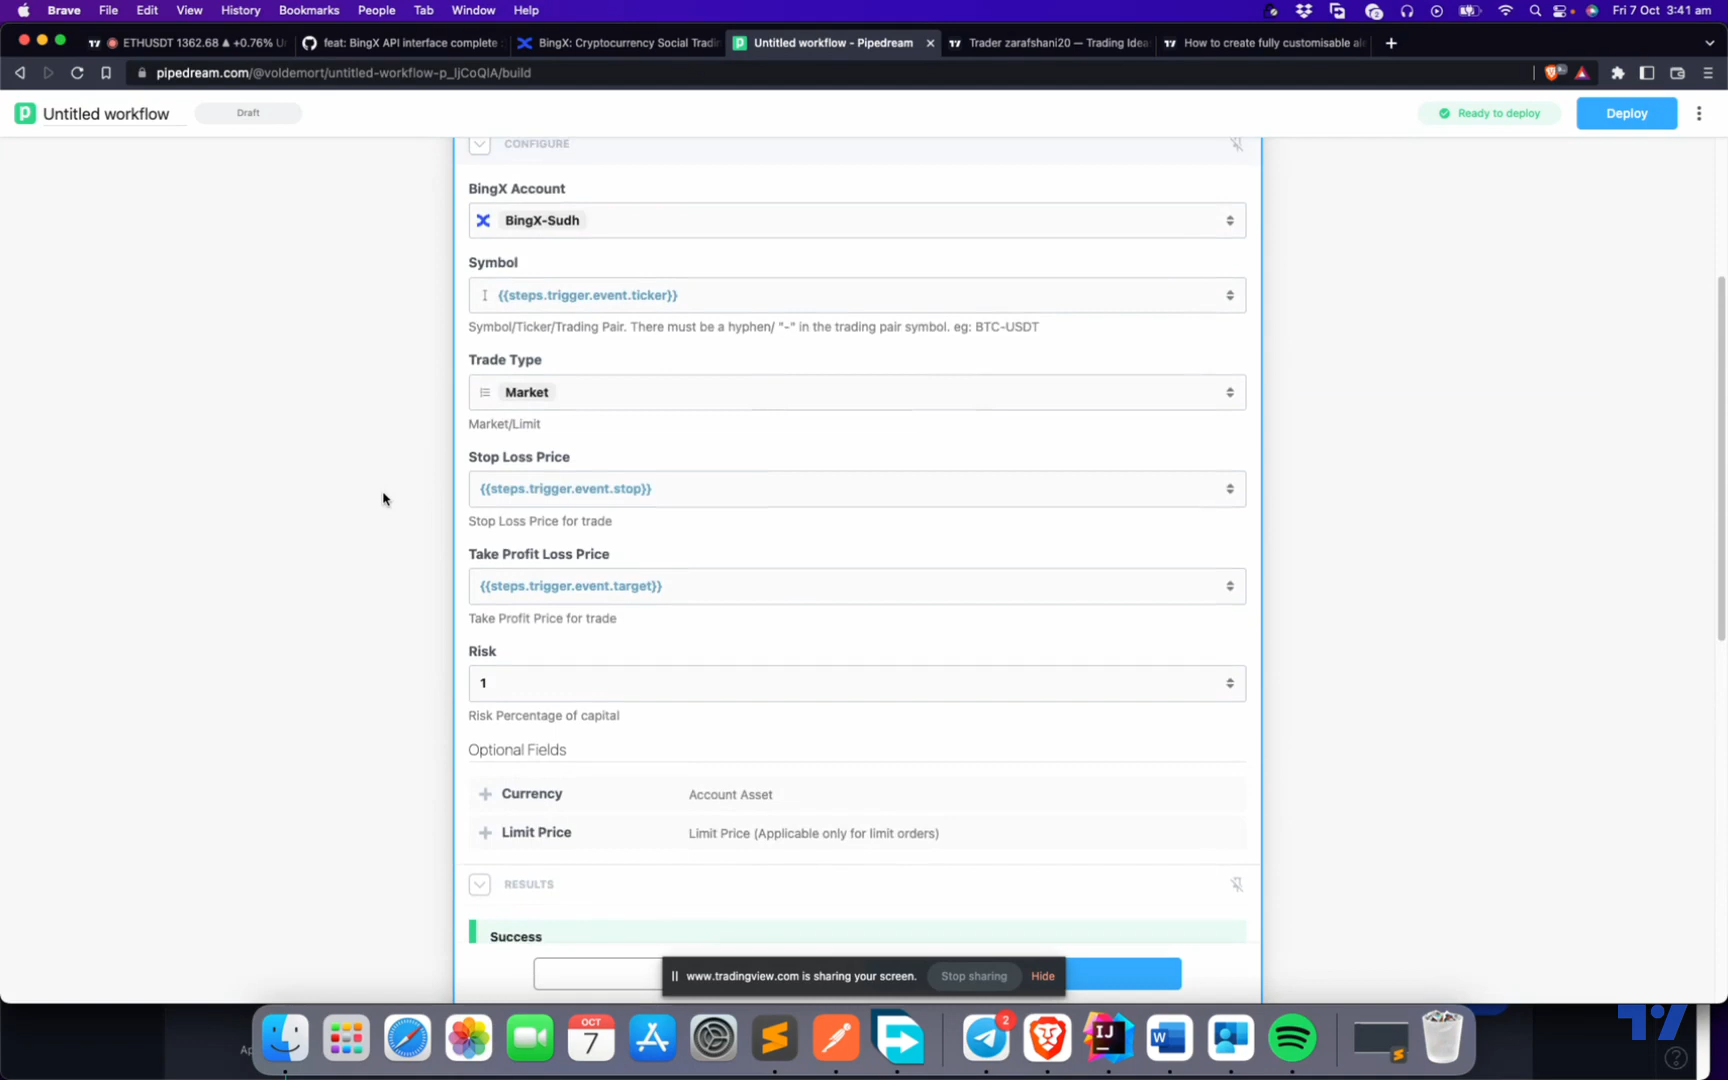 Brave File Edit View History Bookmarks People Tab Window Help Fri 7 Oct 3:41 am
ETHUSDT 1362.68 ▲ +0.76%
feat: BingX API interface complete
BingX: Cryptocurrency Social Tradin
Untitled workflow - Pipedream
Trader zarafshani20 — Trading Idea
How to create fully customisable al
pipedream.com/@voldemort/untitled-workflow-p_ljCoQlA/build
Untitled workflow
Draft
Ready to deploy
Deploy
CONFIGURE
BingX Account
BingX-Sudh
Symbol
{{steps.trigger.event.ticker}}
Symbol/Ticker/Trading Pair. There must be a hyphen/ "-" in the trading pair symbol. eg: BTC-USDT
Trade Type
Market
Market/Limit
Stop Loss Price
{{steps.trigger.event.stop}}
Stop Loss Price for trade
Take Profit Loss Price
{{steps.trigger.event.target}}
Take Profit Price for trade
Risk
1
Risk Percentage of capital
Optional Fields
Currency Account Asset
Limit Price Limit Price (Applicable only for limit orders)
RESULTS
Success
www.tradingview.com is sharing your screen. Stop sharing Hide
OCT
7
2
IJ